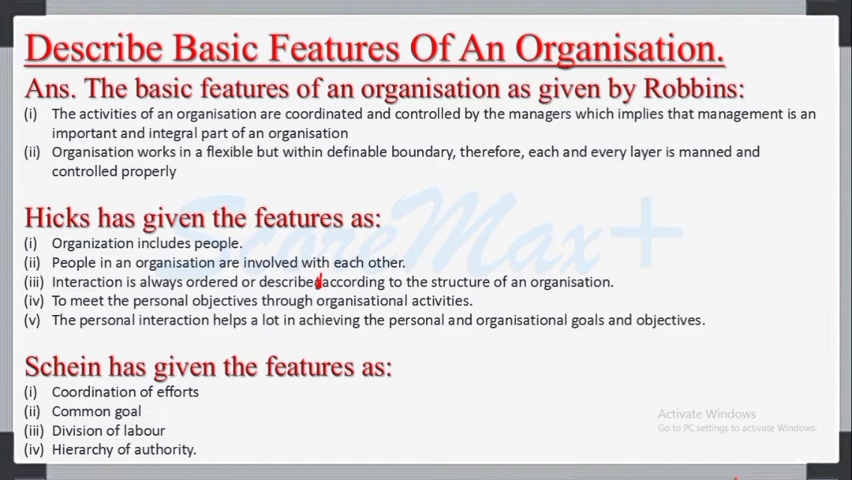 Describe Basic Features Of An Organisation.
Ans. The basic features of an organisation as given by Robbins:
(i) The activities of an organisation are coordinated and controlled by the managers which implies that management is an
important and integral part of an organisation
(ii) Organisation works in a flexible but within definable boundary, therefore, each and every layer is manned and
controlled properly
ScoreMax+
Hicks has given the features as:
(i) Organization includes people.
(ii) People in an organisation are involved with each other.
(iii) Interaction is always ordered or described according to the structure of an organisation.
(iv) To meet the personal objectives through organisational activities.
(v) The personal interaction helps a lot in achieving the personal and organisational goals and objectives.
Schein has given the features as:
(i) Coordination of efforts
(ii) Common goal
(iii) Division of labour
(iv) Hierarchy of authority.
Activate Windows
Go to PC settings to activate Windows.